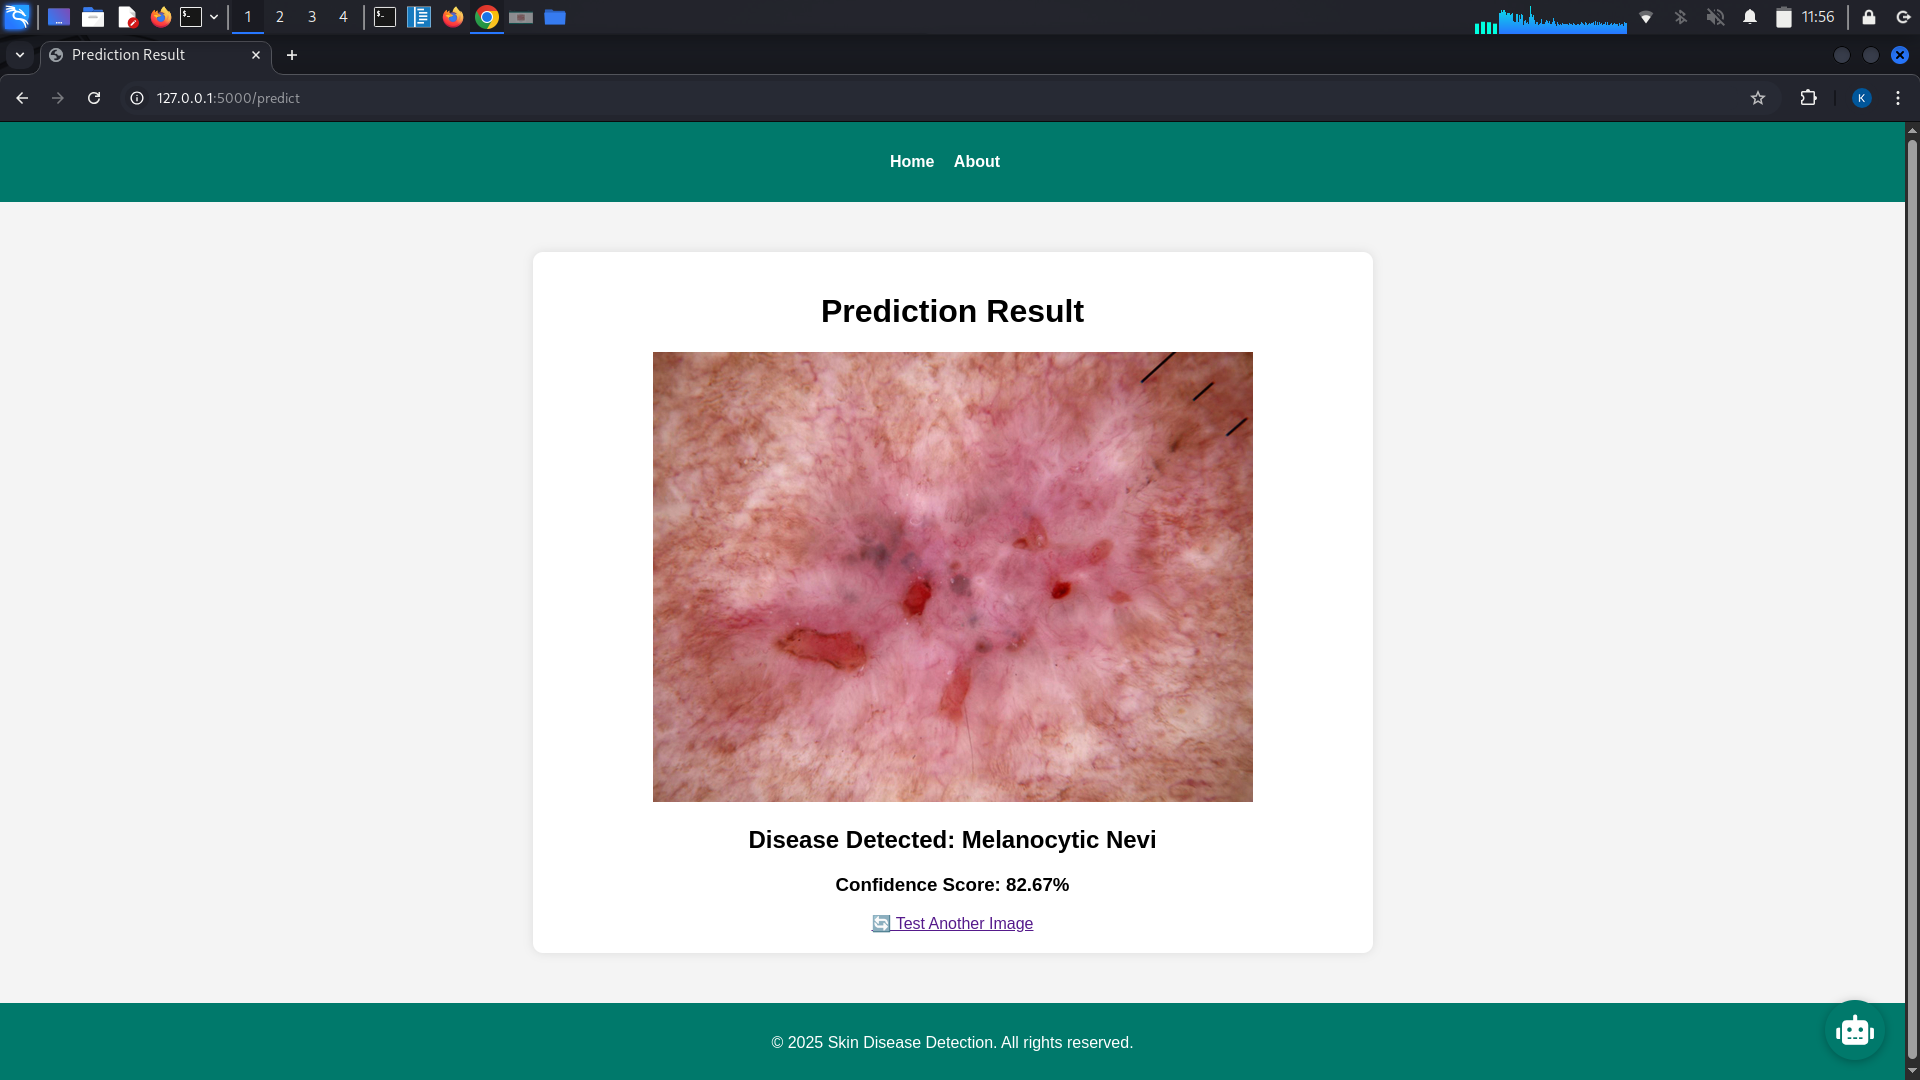 1 2 3 4 11:56
Prediction Result
127.0.0.1:5000/predict
K
Home About
Prediction Result
Disease Detected: Melanocytic Nevi
Confidence Score: 82.67%
Test Another Image
© 2025 Skin Disease Detection. All rights reserved.